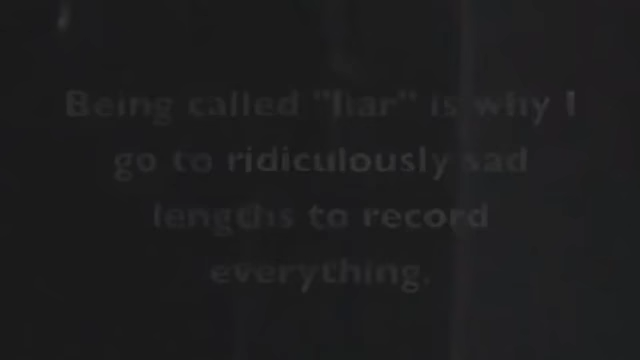 Being called "liar" is why I
go to ridiculously sad
lengths to record
everything.